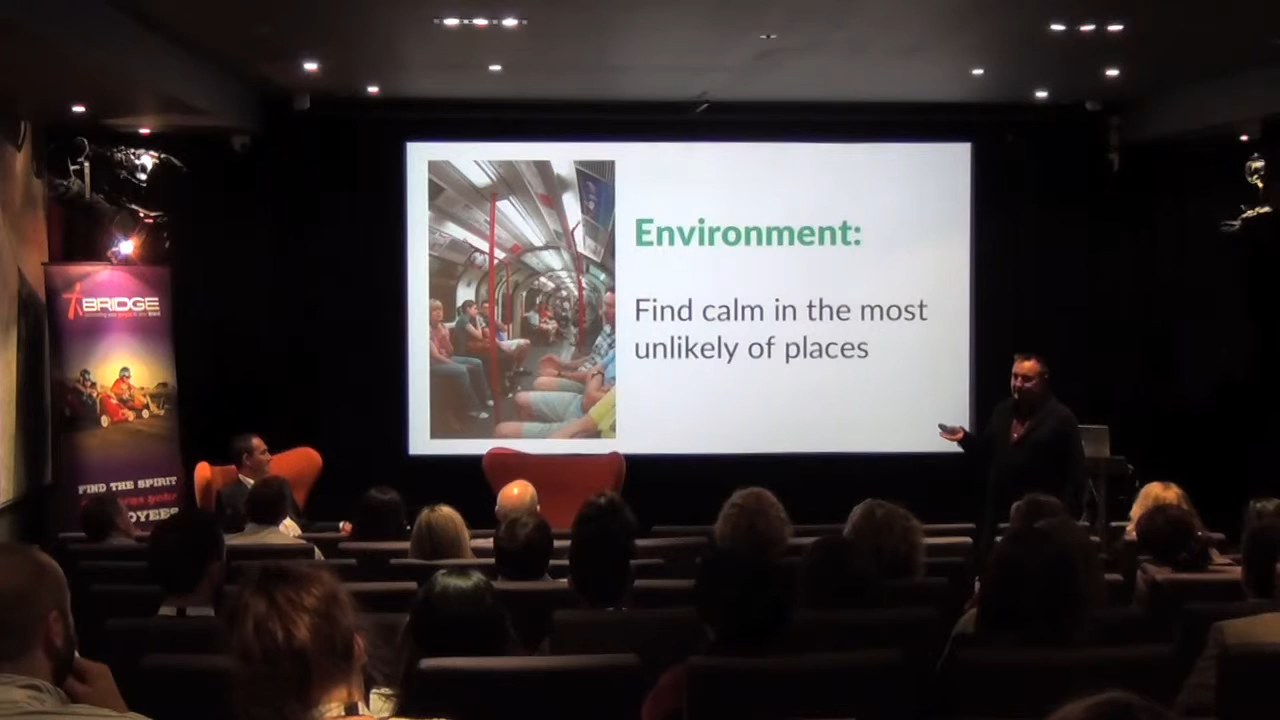 Environment:
Find calm in the most
unlikely of places
BRIDGE
FIND THE SPIRIT